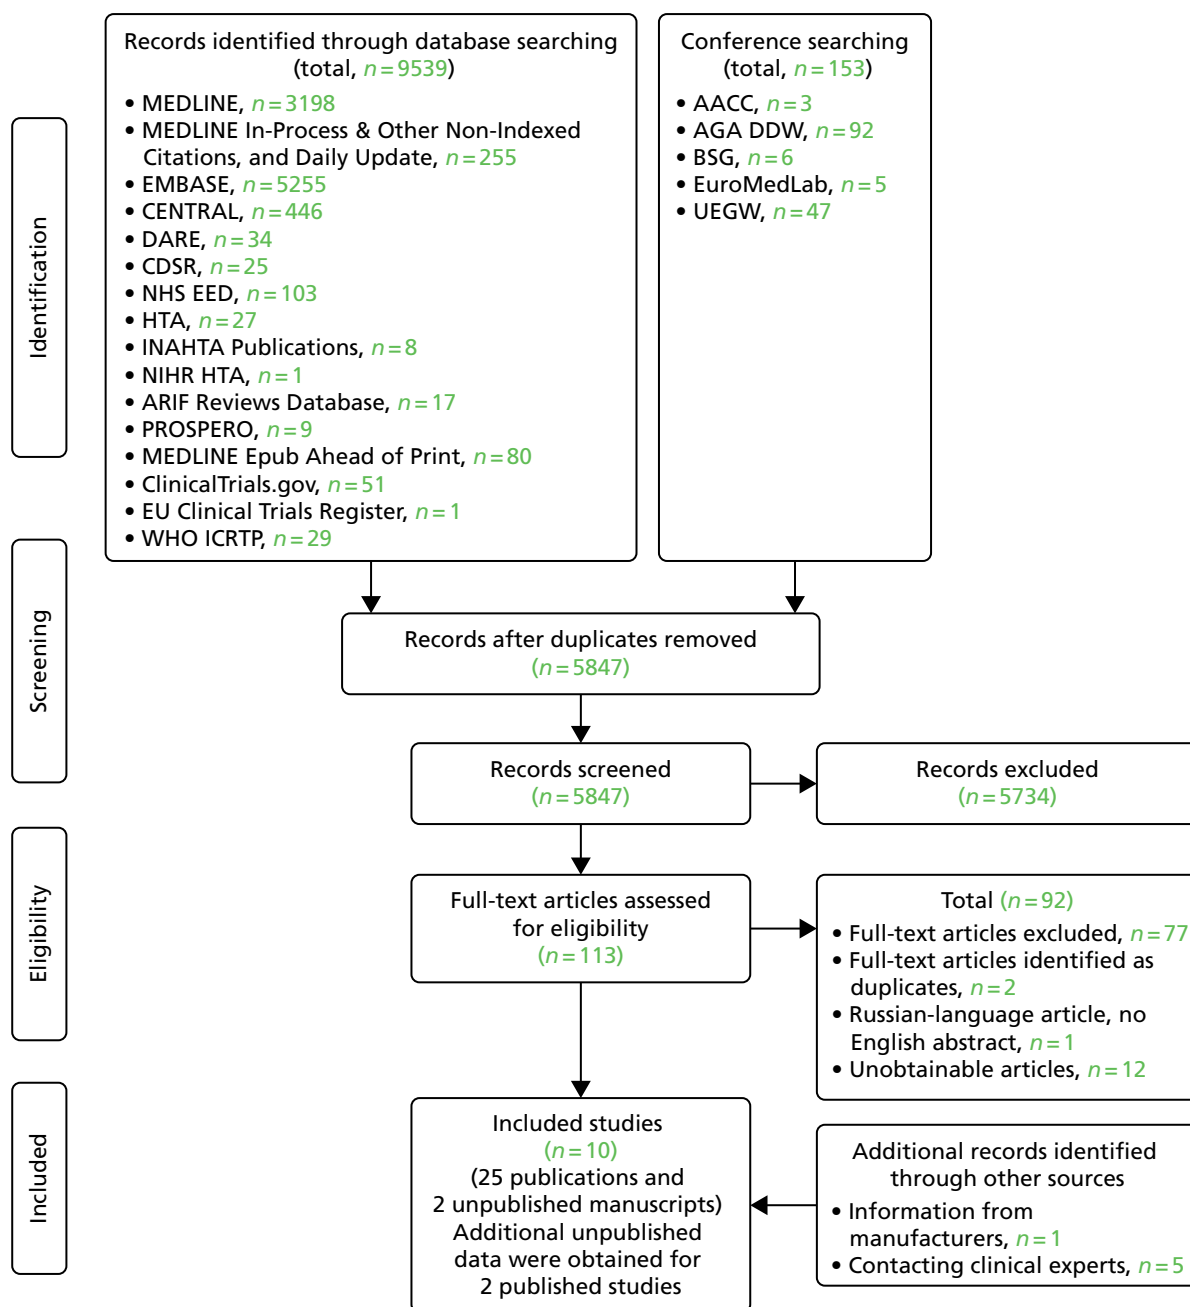 Identification
Screening
Eligibility
Included
Records identified through database searching
(total, n=9539)
• MEDLINE, n=3198
• MEDLINE In-Process & Other Non-Indexed
Citations, and Daily Update, n=255
• EMBASE, n=5255
• CENTRAL, n=446
• DARE, n=34
• CDSR, n=25
• NHS EED, n=103
• HTA, n=27
• INAHTA Publications, n=8
• NIHR HTA, n=1
• ARIF Reviews Database, n=17
• PROSPERO, n=9
• MEDLINE Epub Ahead of Print, n=80
• ClinicalTrials.gov, n=51
• EU Clinical Trials Register, n=1
• WHO ICRTP, n=29
Conference searching
(total, n=153)
• AACC, n=3
• AGA DDW, n=92
• BSG, n=6
• EuroMedLab, n=5
• UEGW, n=47
Records after duplicates removed
(n=5847)
Records screened
(n=5847)
Records excluded
(n=5734)
Full-text articles assessed
for eligibility
(n=113)
Total (n=92)
• Full-text articles excluded, n=77
• Full-text articles identified as
duplicates, n=2
• Russian-language article, no
English abstract, n=1
• Unobtainable articles, n=12
Included studies
(n=10)
(25 publications and
2 unpublished manuscripts)
Additional unpublished
data were obtained for
2 published studies
Additional records identified
through other sources
• Information from
manufacturers, n=1
• Contacting clinical experts, n=5